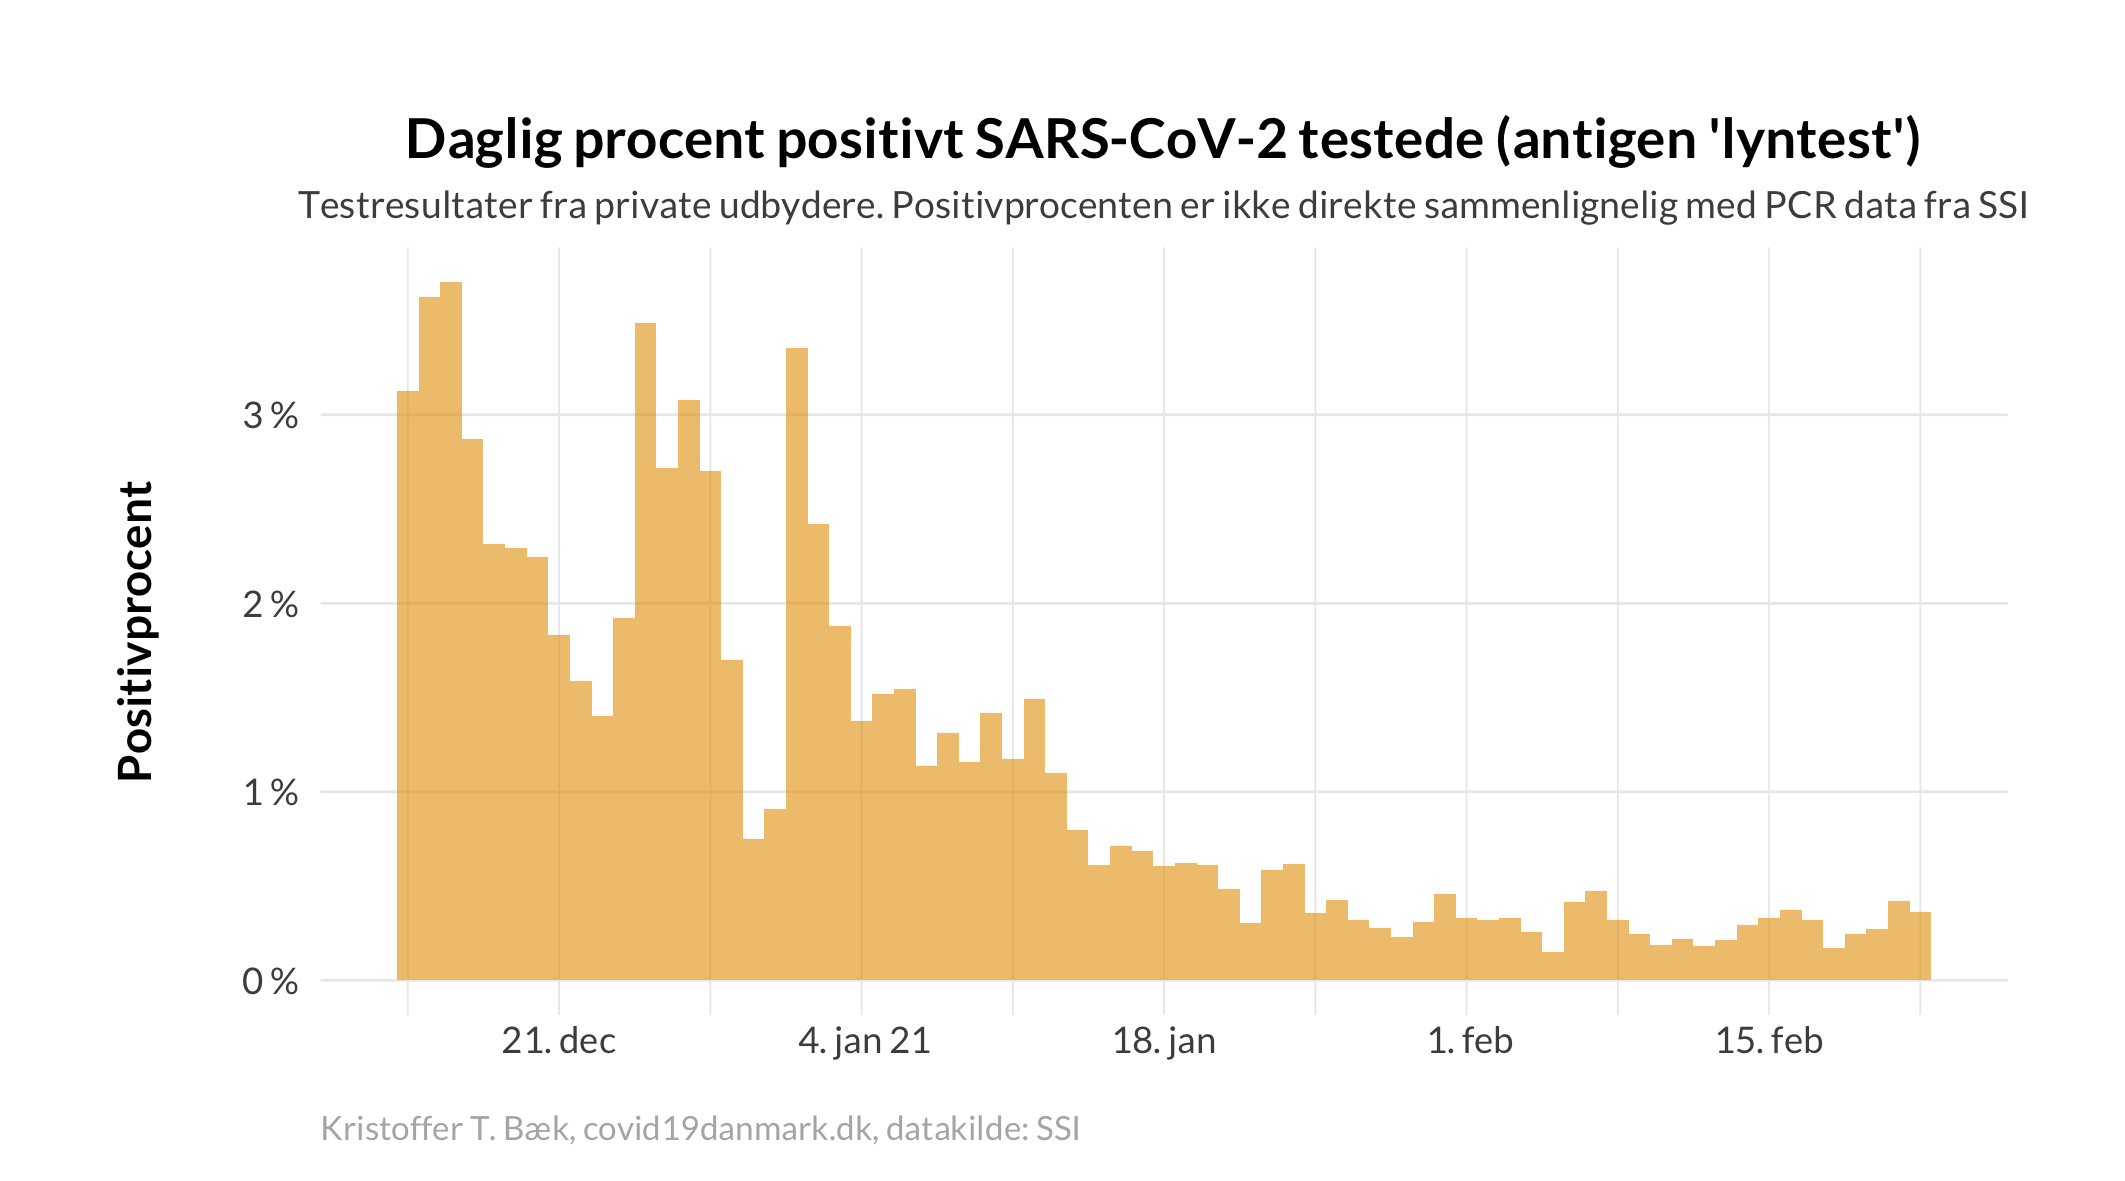 Daglig procent positivt SARS-CoV-2 testede (antigen 'lyntest')
Testresultater fra private udbydere. Positivprocenten er ikke direkte sammenlignelig med PCR data fra SSI
Positivprocent
3 %
2 %
1 %
0 %
21. dec
4. jan 21
18. jan
1. feb
15. feb
Kristoffer T. Bæk, covid19danmark.dk, datakilde: SSI